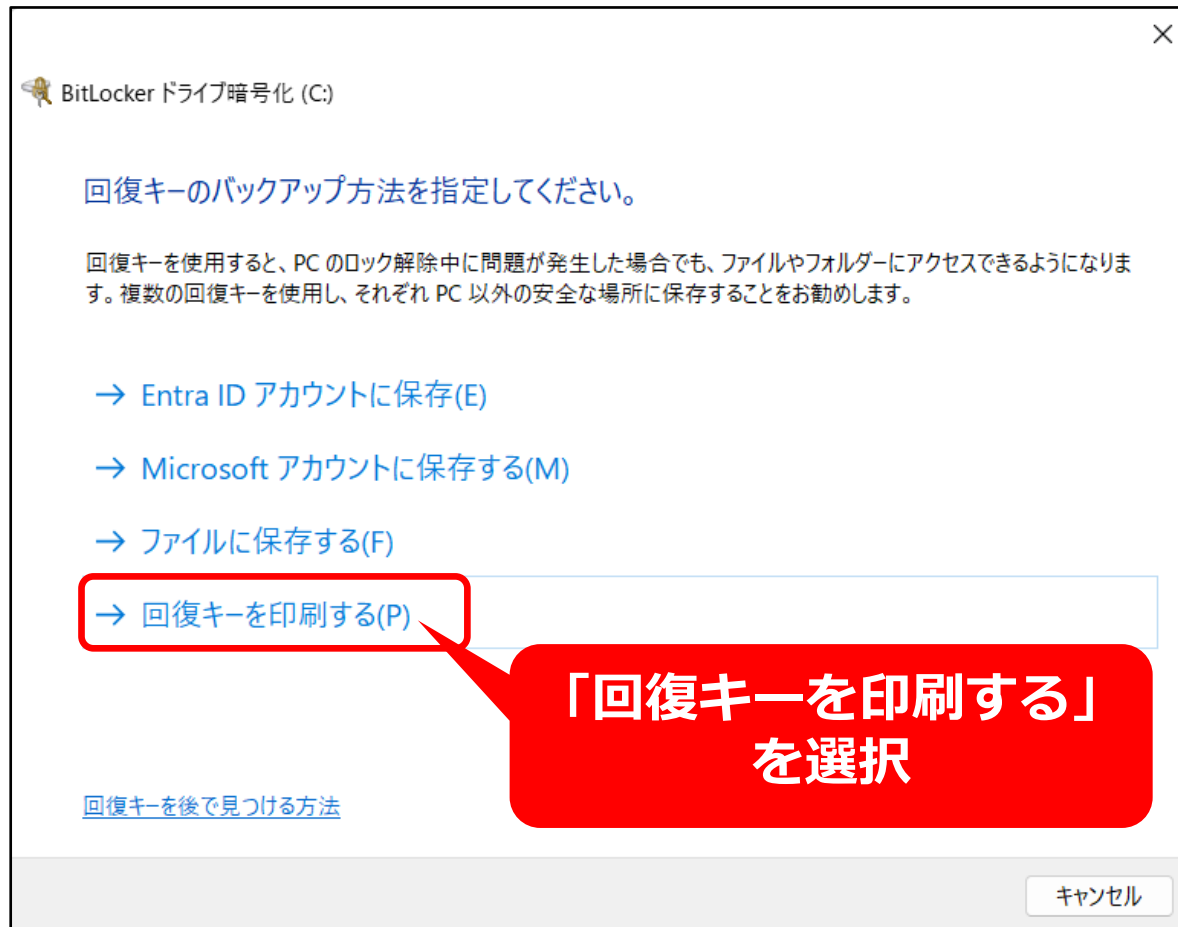 BitLocker ドライブ暗号化 (C:)
回復キーのバックアップ方法を指定してください。
回復キーを使用すると、PC のロック解除中に問題が発生した場合でも、ファイルやフォルダーにアクセスできるようになりま
す。複数の回復キーを使用し、それぞれ PC 以外の安全な場所に保存することをお勧めします。
→ Entra ID アカウントに保存(E)
→ Microsoft アカウントに保存する(M)
→ ファイルに保存する(F)
→ 回復キーを印刷する(P)
「回復キーを印刷する」
を選択
回復キーを後で見つける方法
キャンセル